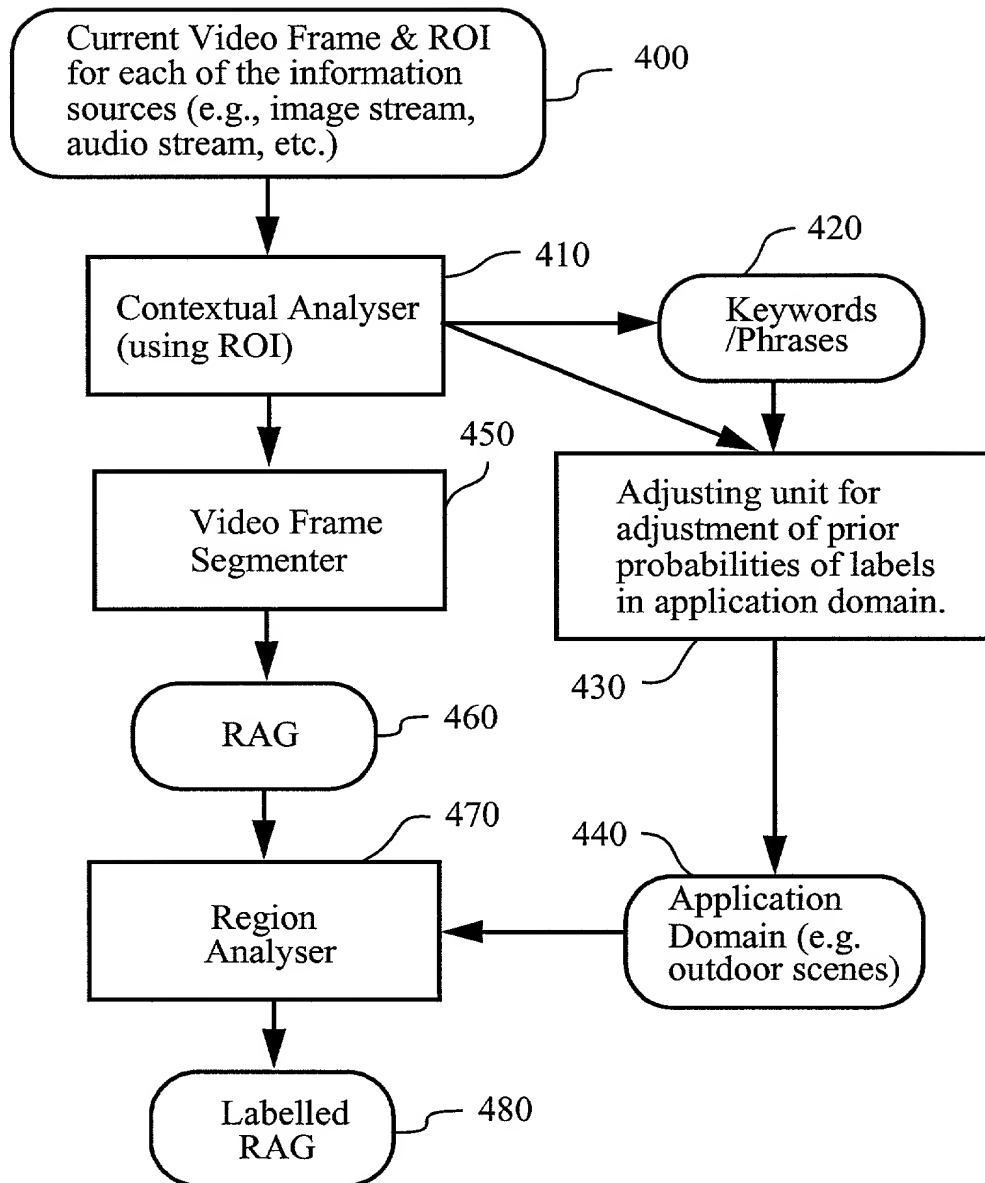 Current Video Frame & ROI
for each of the information
sources (e.g., image stream,
audio stream, etc.)
400
410
Contextual Analyser
(using ROI)
420
Keywords
/Phrases
450
Video Frame
Segmenter
Adjusting unit for
adjustment of prior
probabilities of labels
in application domain.
430
RAG
460
470
Region
Analyser
440
Application
Domain (e.g.
outdoor scenes)
Labelled
RAG
480